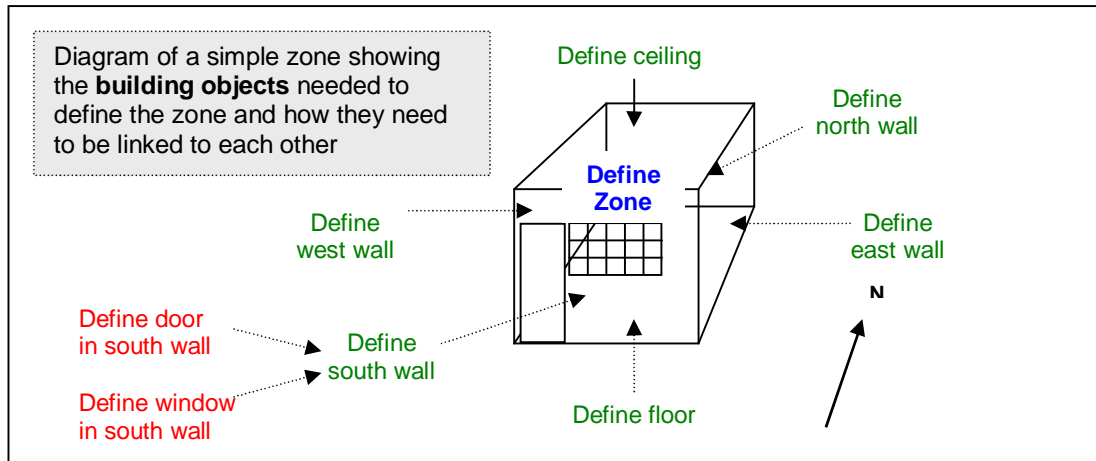 Diagram of a simple zone showing
the building objects needed to
define the zone and how they need
to be linked to each other
Define ceiling
Define
north wall
Define
Zone
Define
west wall
Define
east wall
N
Define door
in south wall
Define
south wall
Define window
in south wall
Define floor